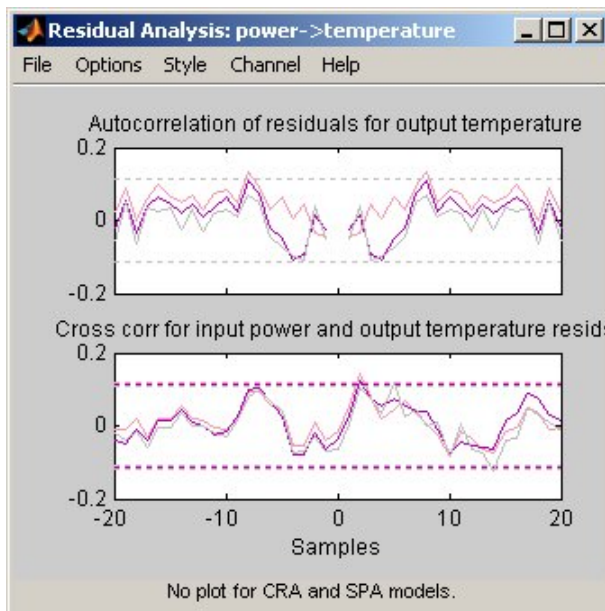 Residual Analysis: power->temperature
File Options Style Channel Help
Autocorrelation of residuals for output temperature
0.2
0
-0.2
Cross corr for input power and output temperature resids
0.2
0
-0.2
-20 -10 0 10 20
Samples
No plot for CRA and SPA models.